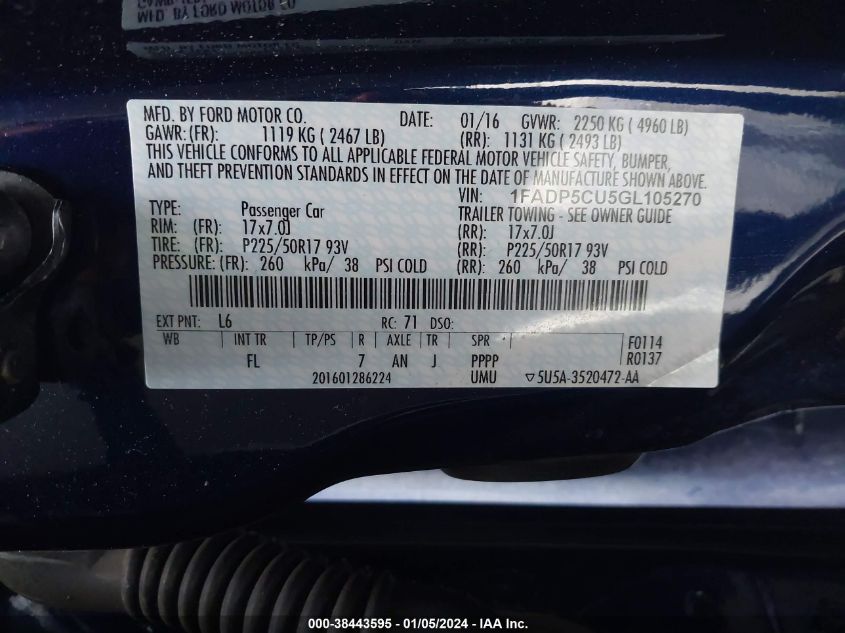 MFD. BY FORD MOTOR CO.
MFD. BY FORD MOTOR CO. DATE: 01/16 GVWR: 2250 KG ( 4960 LB)
GAWR: (FR): 1119 KG ( 2467 LB) (RR): 1131 KG ( 2493 LB)
THIS VEHICLE CONFORMS TO ALL APPLICABLE FEDERAL MOTOR VEHICLE SAFETY, BUMPER,
AND THEFT PREVENTION STANDARDS IN EFFECT ON THE DATE OF MANUFACTURE SHOWN ABOVE.
VIN: 1FADP5CU5GL105270
TYPE: Passenger Car TRAILER TOWING - SEE OWNER GUIDE
RIM: (FR): 17x7.0J (RR): 17x7.0J
TIRE: (FR): P225/50R17 93V (RR): P225/50R17 93V
PRESSURE: (FR): 260 kPa/ 38 PSI COLD (RR): 260 kPa/ 38 PSI COLD
EXT PNT: L6 RC: 71 DSO:
WB INT TR TP/PS R AXLE TR SPR F0114
FL 7 AN J PPPP R0137
201601286224 UMU ▽5U5A-3520472-AA
000-38443595 - 01/05/2024 - IAA Inc.